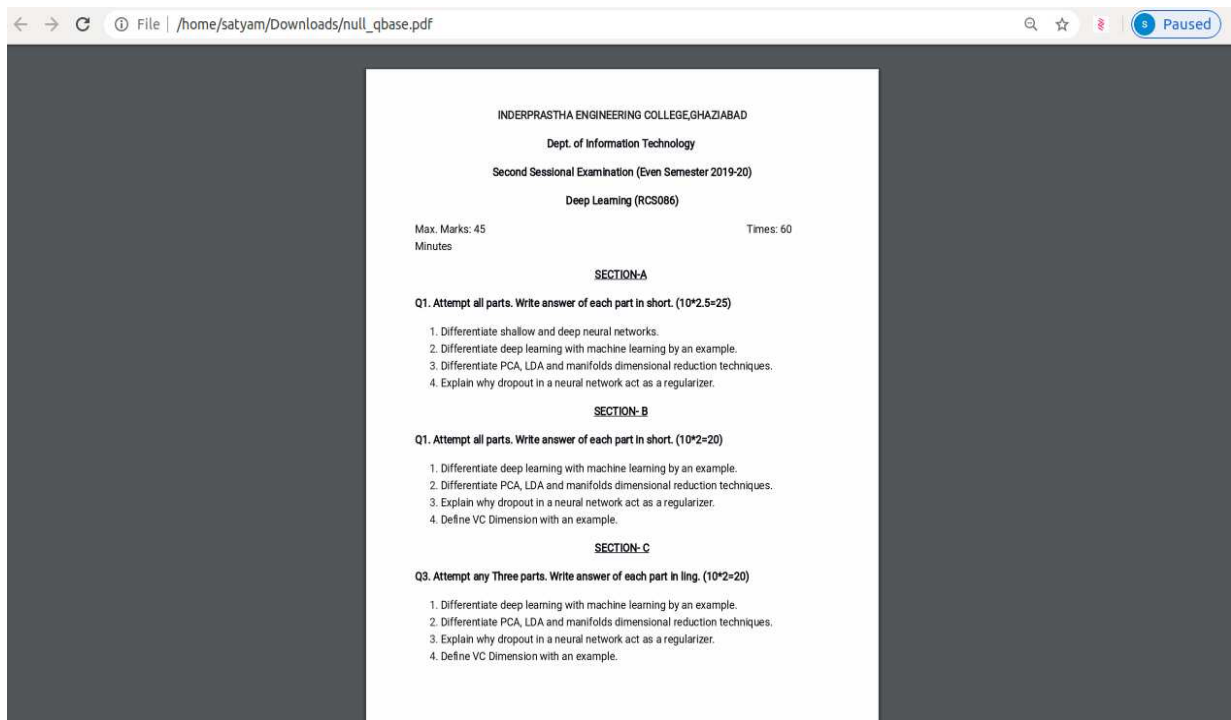 File | /home/satyam/Downloads/null_qbase.pdf
S Paused
INDERPRASTHA ENGINEERING COLLEGE,GHAZIABAD
Dept. of Information Technology
Second Sessional Examination (Even Semester 2019-20)
Deep Learning (RCS086)
Max. Marks: 45 Times: 60
Minutes
SECTION-A
Q1. Attempt all parts. Write answer of each part in short. (10*2.5=25)
1. Differentiate shallow and deep neural networks.
2. Differentiate deep learning with machine learning by an example.
3. Differentiate PCA, LDA and manifolds dimensional reduction techniques.
4. Explain why dropout in a neural network act as a regularizer.
SECTION- B
Q1. Attempt all parts. Write answer of each part in short. (10*2=20)
1. Differentiate deep learning with machine learning by an example.
2. Differentiate PCA, LDA and manifolds dimensional reduction techniques.
3. Explain why dropout in a neural network act as a regularizer.
4. Define VC Dimension with an example.
SECTION- C
Q3. Attempt any Three parts. Write answer of each part in ling. (10*2=20)
1. Differentiate deep learning with machine learning by an example.
2. Differentiate PCA, LDA and manifolds dimensional reduction techniques.
3. Explain why dropout in a neural network act as a regularizer.
4. Define VC Dimension with an example.